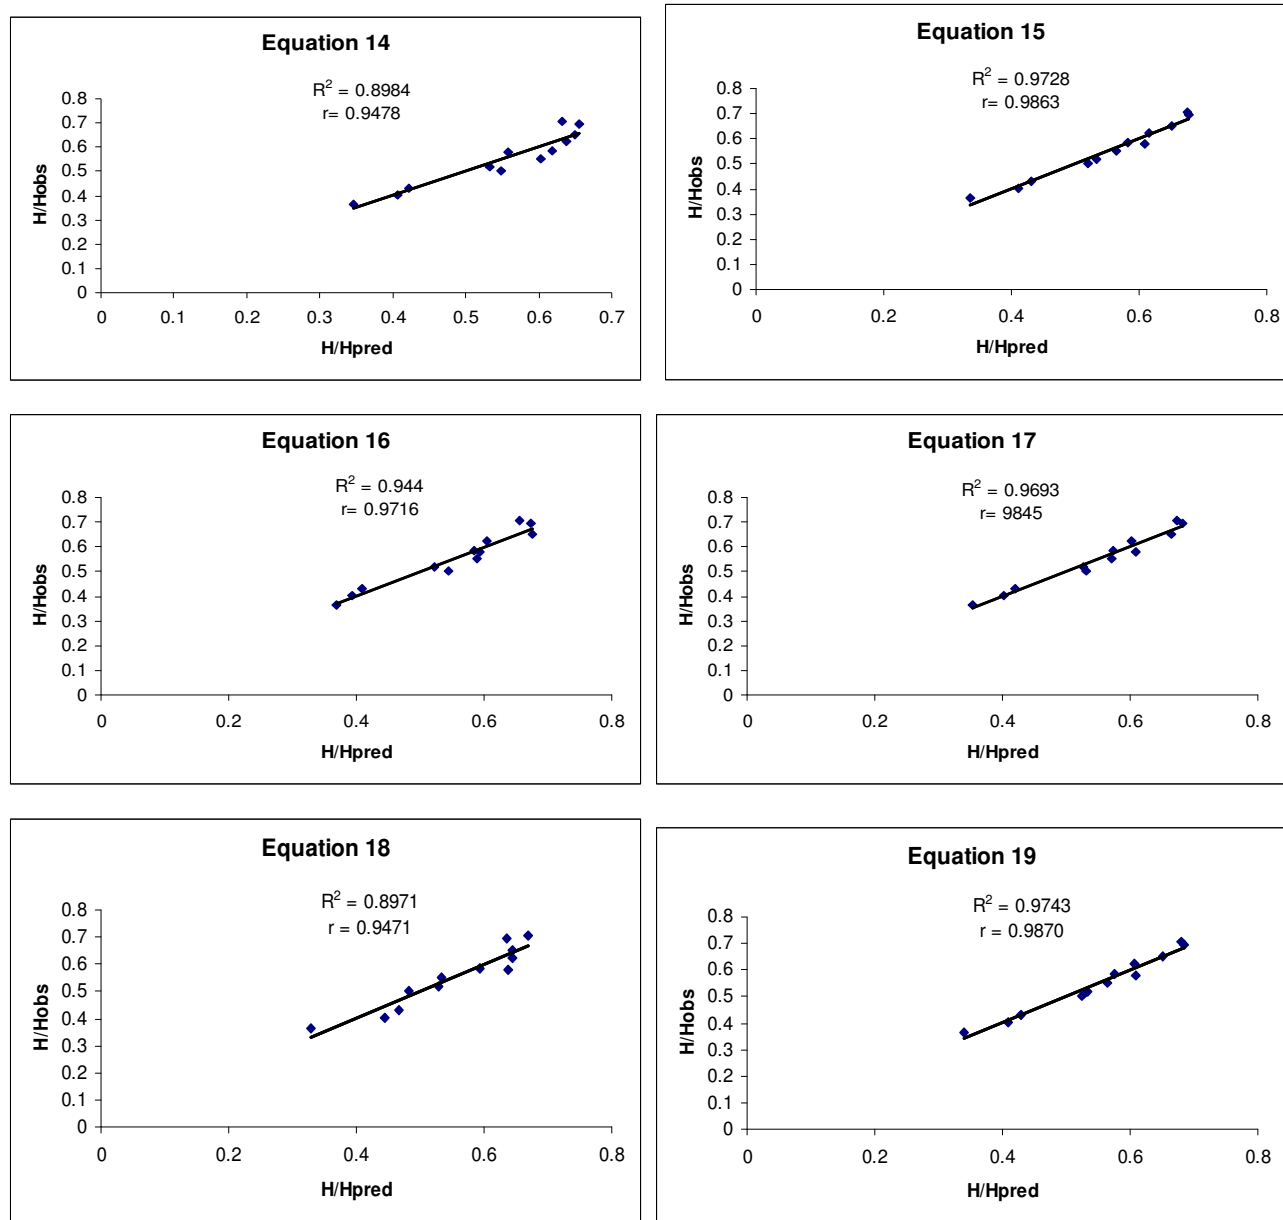 Equation 14
R² = 0.8984
r= 0.9478
0.8
0.7
0.6
0.5
0.4
0.3
0.2
0.1
0
H/Hobs
0 0.1 0.2 0.3 0.4 0.5 0.6 0.7
H/Hpred
Equation 15
R² = 0.9728
r= 0.9863
0.8
0.7
0.6
0.5
0.4
0.3
0.2
0.1
0
H/Hobs
0 0.2 0.4 0.6 0.8
H/Hpred
Equation 16
R² = 0.944
r= 0.9716
0.8
0.7
0.6
0.5
0.4
0.3
0.2
0.1
0
H/Hobs
0 0.2 0.4 0.6 0.8
H/Hpred
Equation 17
R² = 0.9693
r= 9845
0.8
0.7
0.6
0.5
0.4
0.3
0.2
0.1
0
H/Hobs
0 0.2 0.4 0.6 0.8
H/Hpred
Equation 18
R² = 0.8971
r = 0.9471
0.8
0.7
0.6
0.5
0.4
0.3
0.2
0.1
0
H/Hobs
0 0.2 0.4 0.6 0.8
H/Hpred
Equation 19
R² = 0.9743
r = 0.9870
0.8
0.7
0.6
0.5
0.4
0.3
0.2
0.1
0
H/Hobs
0 0.2 0.4 0.6 0.8
H/Hpred